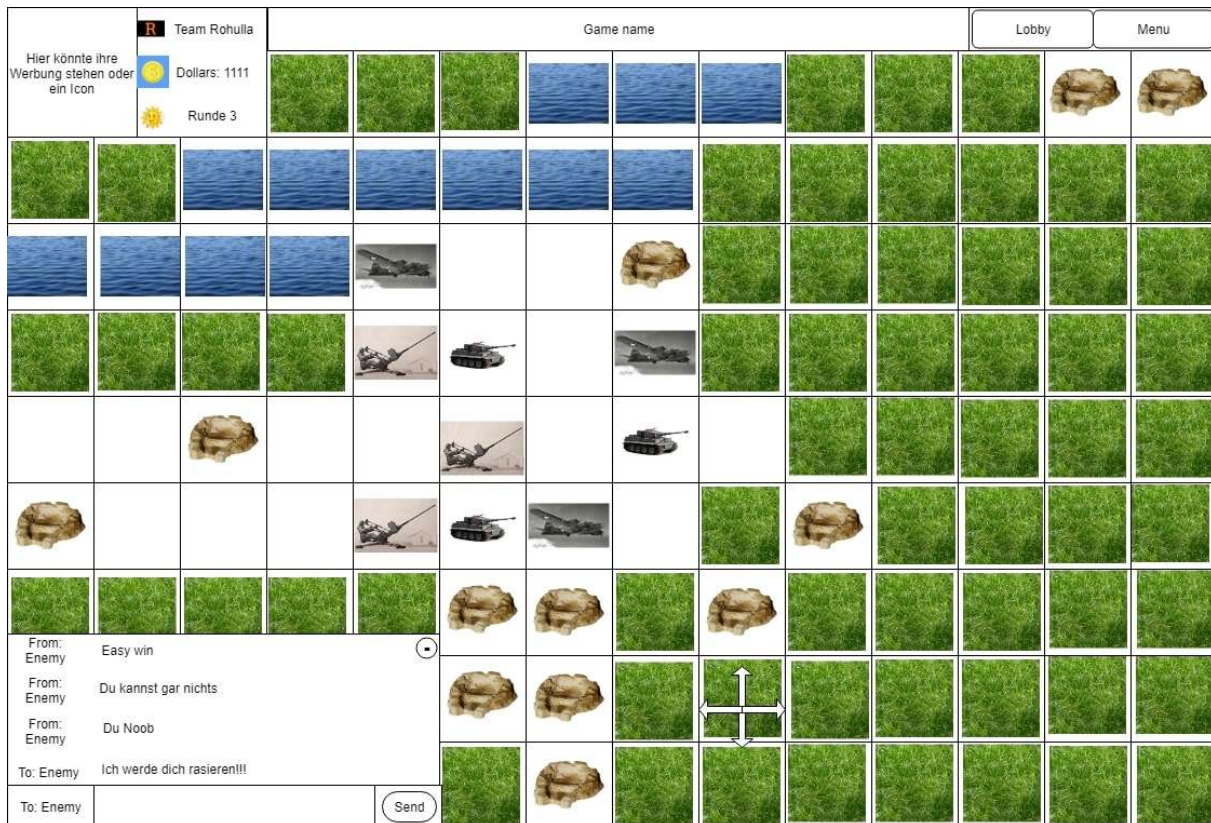 R
Team Rohulla
Game name
Lobby
Menu
Hier könnte ihre
Werbung stehen oder
ein Icon
Dollars: 1111
Runde 3
From:
Enemy
Easy win
From:
Enemy
Du kannst gar nichts
From:
Enemy
Du Noob
To: Enemy
Ich werde dich rasieren!!!
To: Enemy
Send